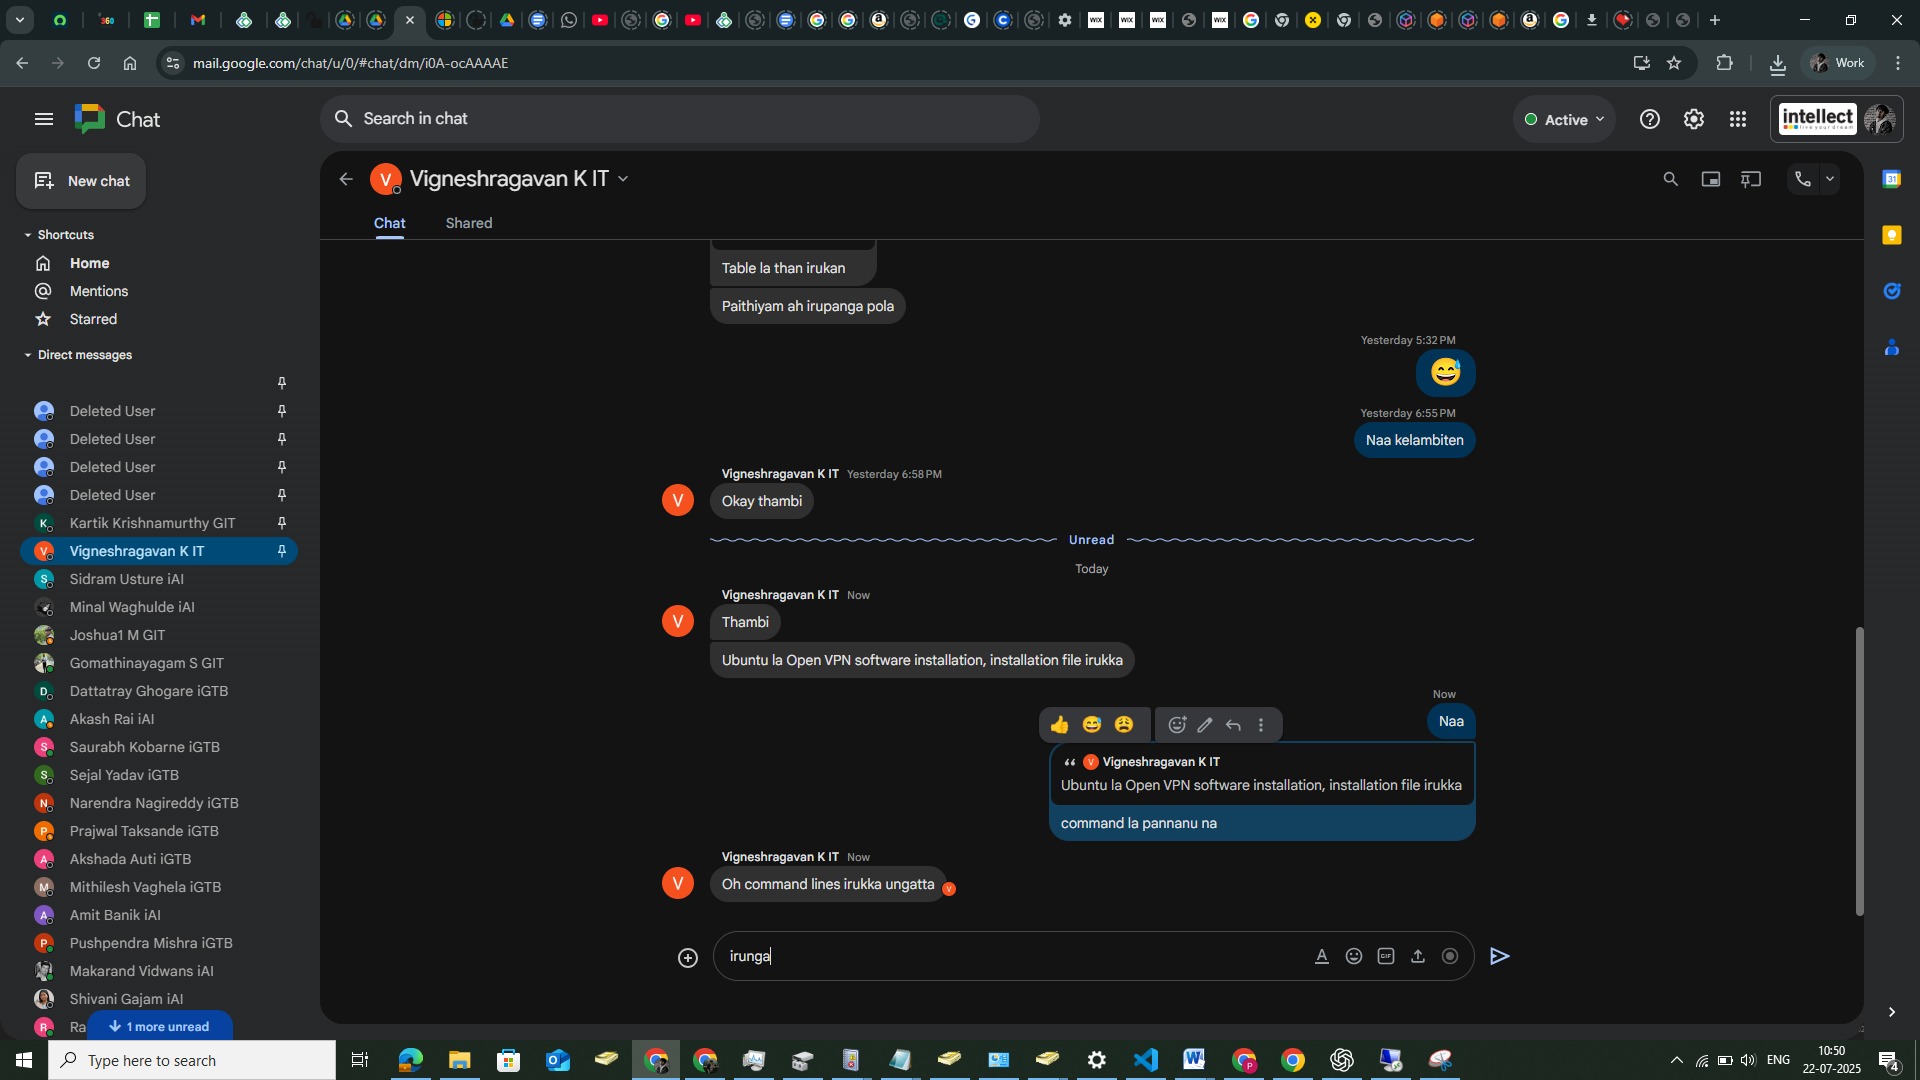 mail.google.com/chat/u/0/#chat/dm/i0A-ocAAAAE
Work
Chat
Search in chat
Active
intellect
New chat
Vigneshragavan K IT
Chat
Shared
Shortcuts
Home
Mentions
Starred
Direct messages
Deleted User
Deleted User
Deleted User
Deleted User
Kartik Krishnamurthy GIT
Vigneshragavan K IT
Sidram Usture iAI
Minal Waghulde iAI
Joshua1 M GIT
Gomathinayagam S GIT
Dattatray Ghogare iGTB
Akash Rai iAI
Saurabh Kobarne iGTB
Sejal Yadav iGTB
Narendra Nagireddy iGTB
Prajwal Taksande iGTB
Akshada Auti iGTB
Mithilesh Vaghela iGTB
Amit Banik iAI
Pushpendra Mishra iGTB
Makarand Vidwans iAI
Shivani Gajam iAI
Ra
1 more unread
Table la than irukan
Paithiyam ah irupanga pola
Yesterday 5:32 PM
Yesterday 6:55 PM
Naa kelambiten
Vigneshragavan K IT Yesterday 6:58 PM
V
Okay thambi
Unread
Today
Vigneshragavan K IT Now
V
Thambi
Ubuntu la Open VPN software installation, installation file irukka
Now
Naa
Vigneshragavan K IT
Ubuntu la Open VPN software installation, installation file irukka
command la pannanu na
Vigneshragavan K IT Now
V
Oh command lines irukka ungatta
irunga
Type here to search
ENG
10:50
22-07-2025
4